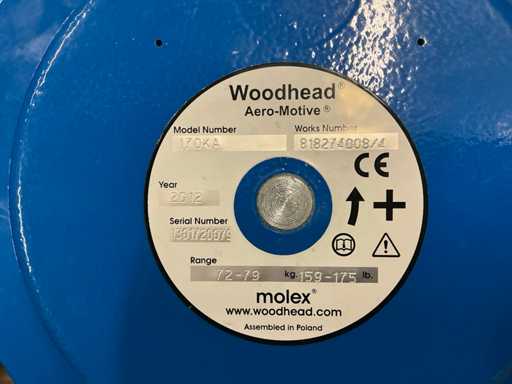 Woodhead®
Aero-Motive®
Model Number
Works Number
170KA
818274008/4
CE
Year
2012
Serial Number
Range
72-79 kg. 159-175 lb.
molex®
www.woodhead.com
Assembled in Poland